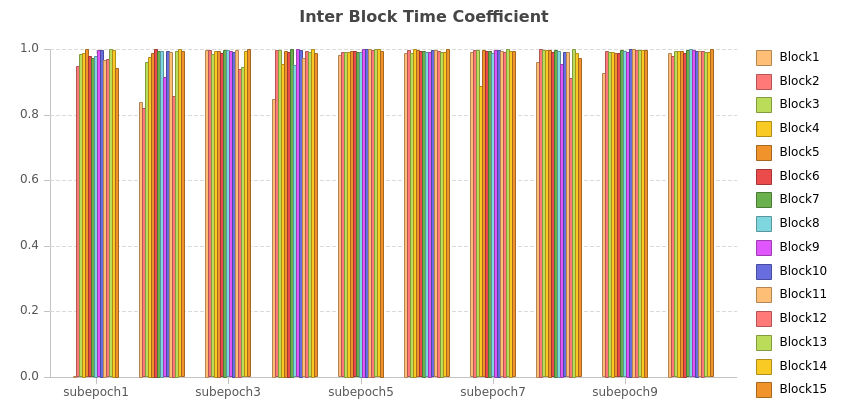 Inter Block Time Coefficient
1.0
0.8
0.6
0.4
0.2
0.0
subepoch1
subepoch3
subepoch5
subepoch7
subepoch9
Block1
Block2
Block3
Block4
Block5
Block6
Block7
Block8
Block9
Block10
Block11
Block12
Block13
Block14
Block15